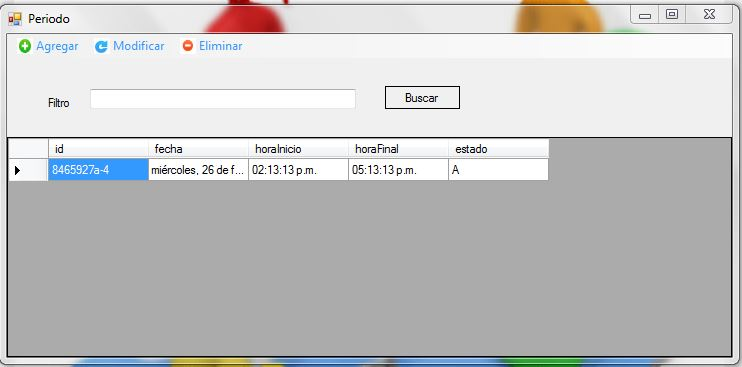 Periodo
Agregar Modificar Eliminar
Filtro Buscar
id fecha horaInicio horaFinal estado
8465927a-4 miércoles, 26 de f... 02:13:13 p.m. 05:13:13 p.m. A